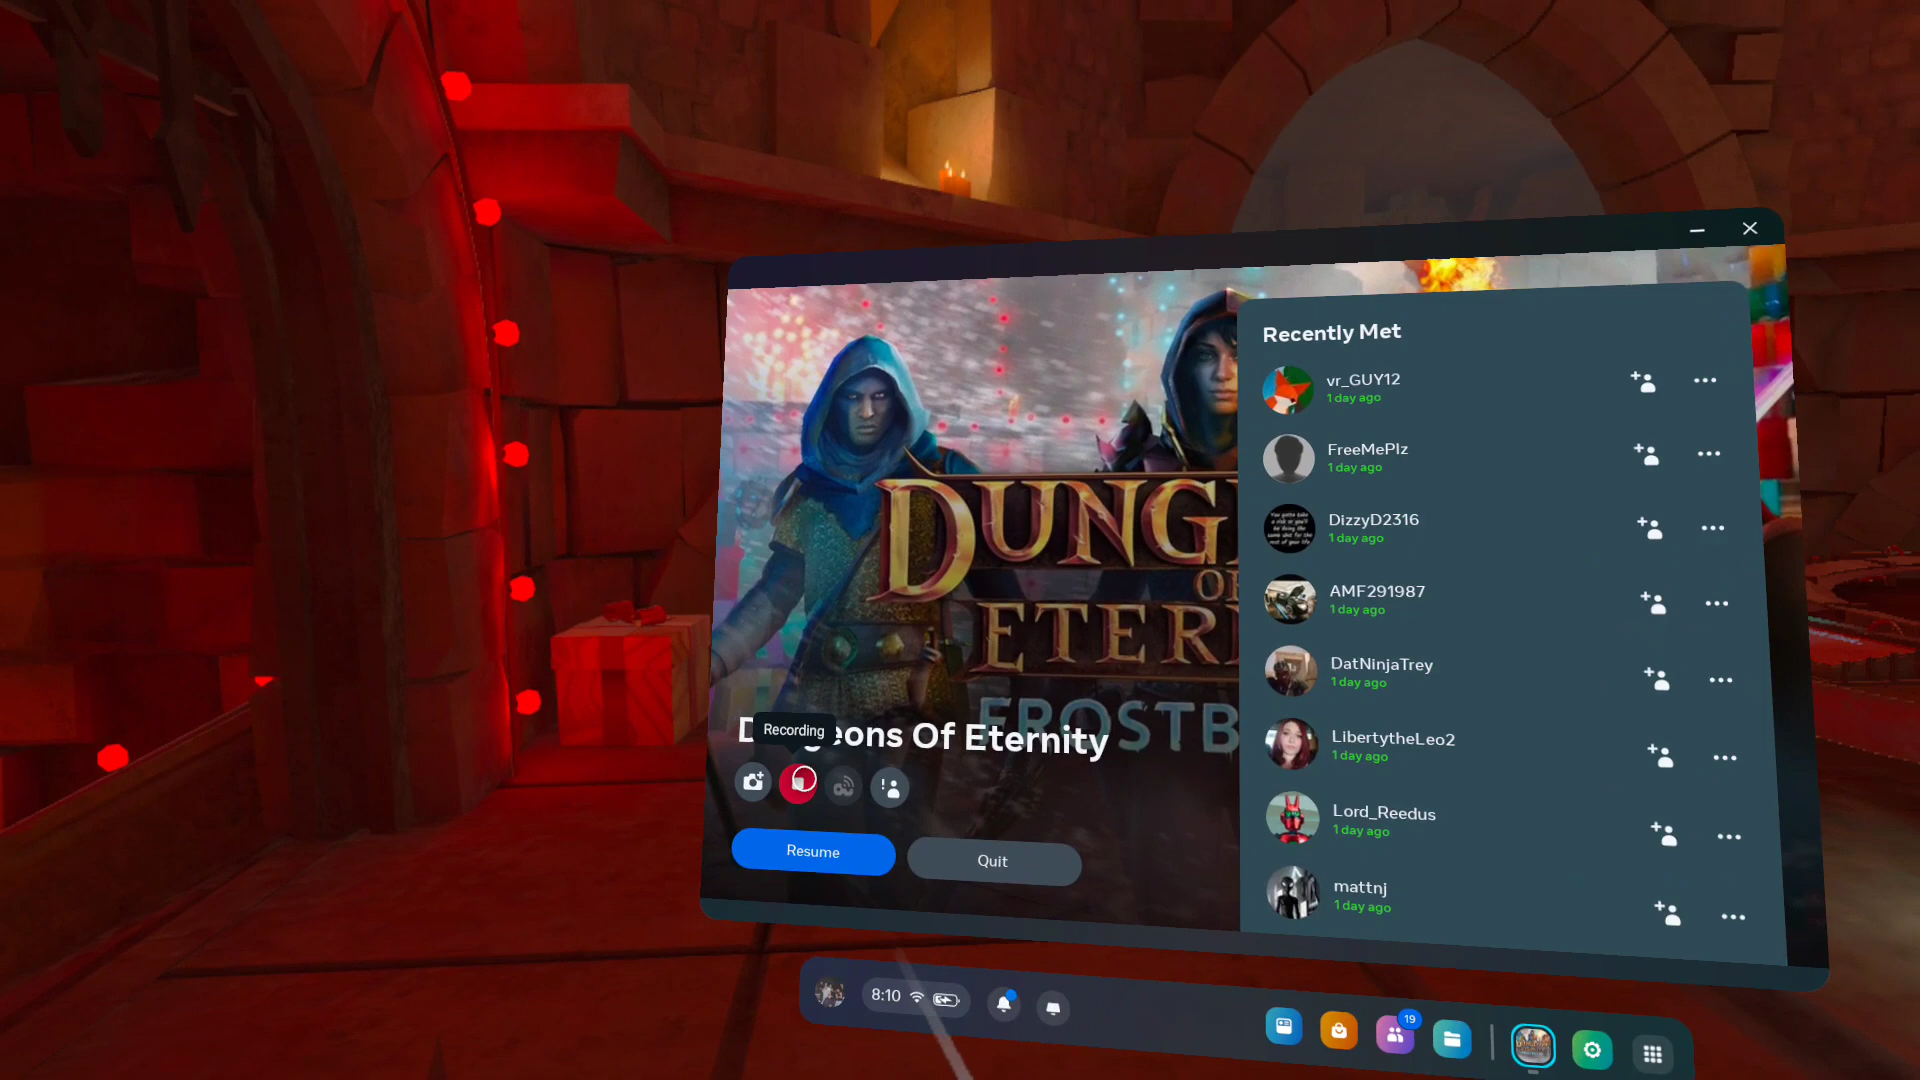 DUNG
OF
ETERN
FROSTB
Recording
Dungeons Of Eternity
Resume
Quit
Recently Met
vr_GUY12
1 day ago
FreeMePlz
1 day ago
DizzyD2316
1 day ago
AMF291987
1 day ago
DatNinjaTrey
1 day ago
LibertytheLeo2
1 day ago
Lord_Reedus
1 day ago
mattnj
1 day ago
8:10
19